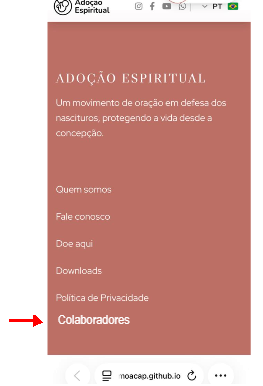 Adoção
Espiritual
PT
ADOÇÃO ESPIRITUAL
Um movimento de oração em defesa dos
nascituros, protegendo a vida desde a
concepção.
Quem somos
Fale conosco
Doe aqui
Downloads
Politica de Privacidade
Colaboradores
moacap.github.io